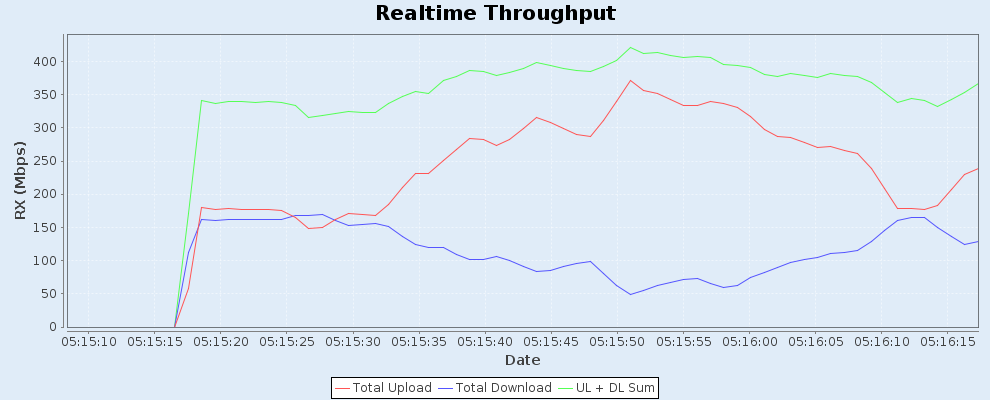 Realtime Throughput
RX (Mbps)
400
350
300
250
200
150
100
50
0
05:15:10 05:15:15 05:15:20 05:15:25 05:15:30 05:15:35 05:15:40 05:15:45 05:15:50 05:15:55 05:16:00 05:16:05 05:16:10 05:16:15
Date
Total Upload Total Download UL + DL Sum